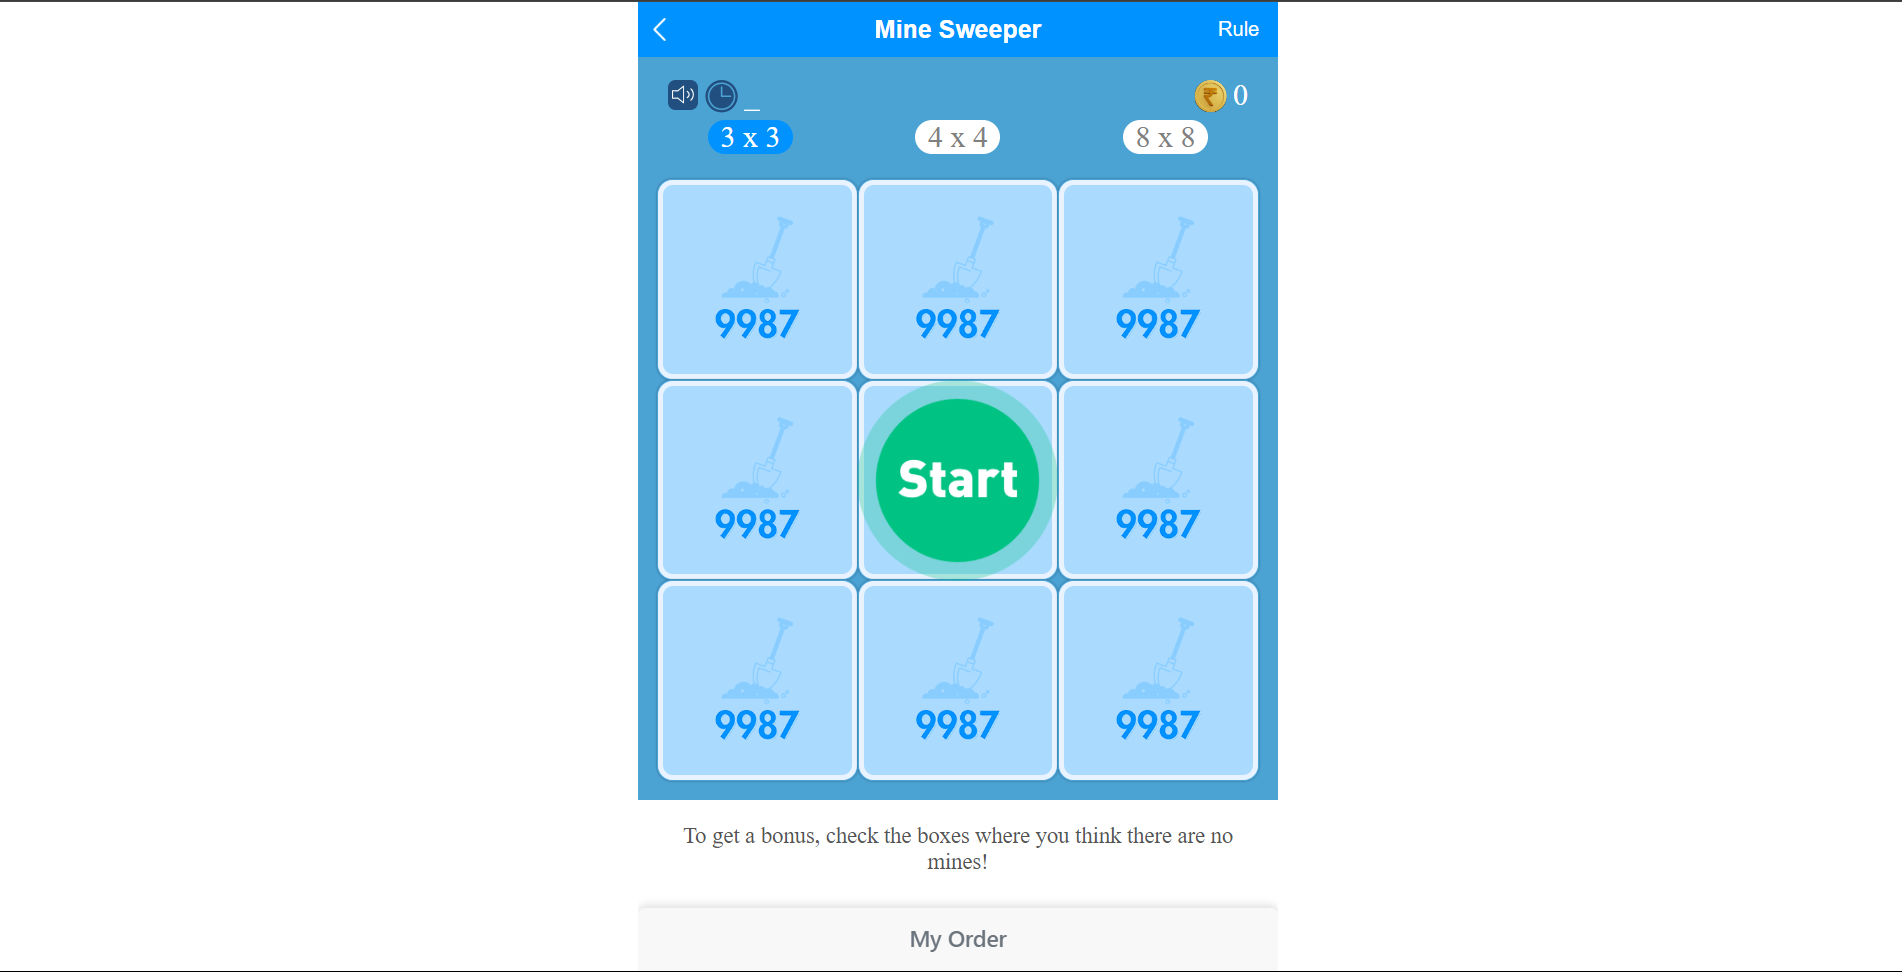 Mine Sweeper
Rule
_
0
3 x 3
4 x 4
8 x 8
9987
9987
9987
9987
Start
9987
9987
9987
9987
To get a bonus, check the boxes where you think there are no
mines!
My Order